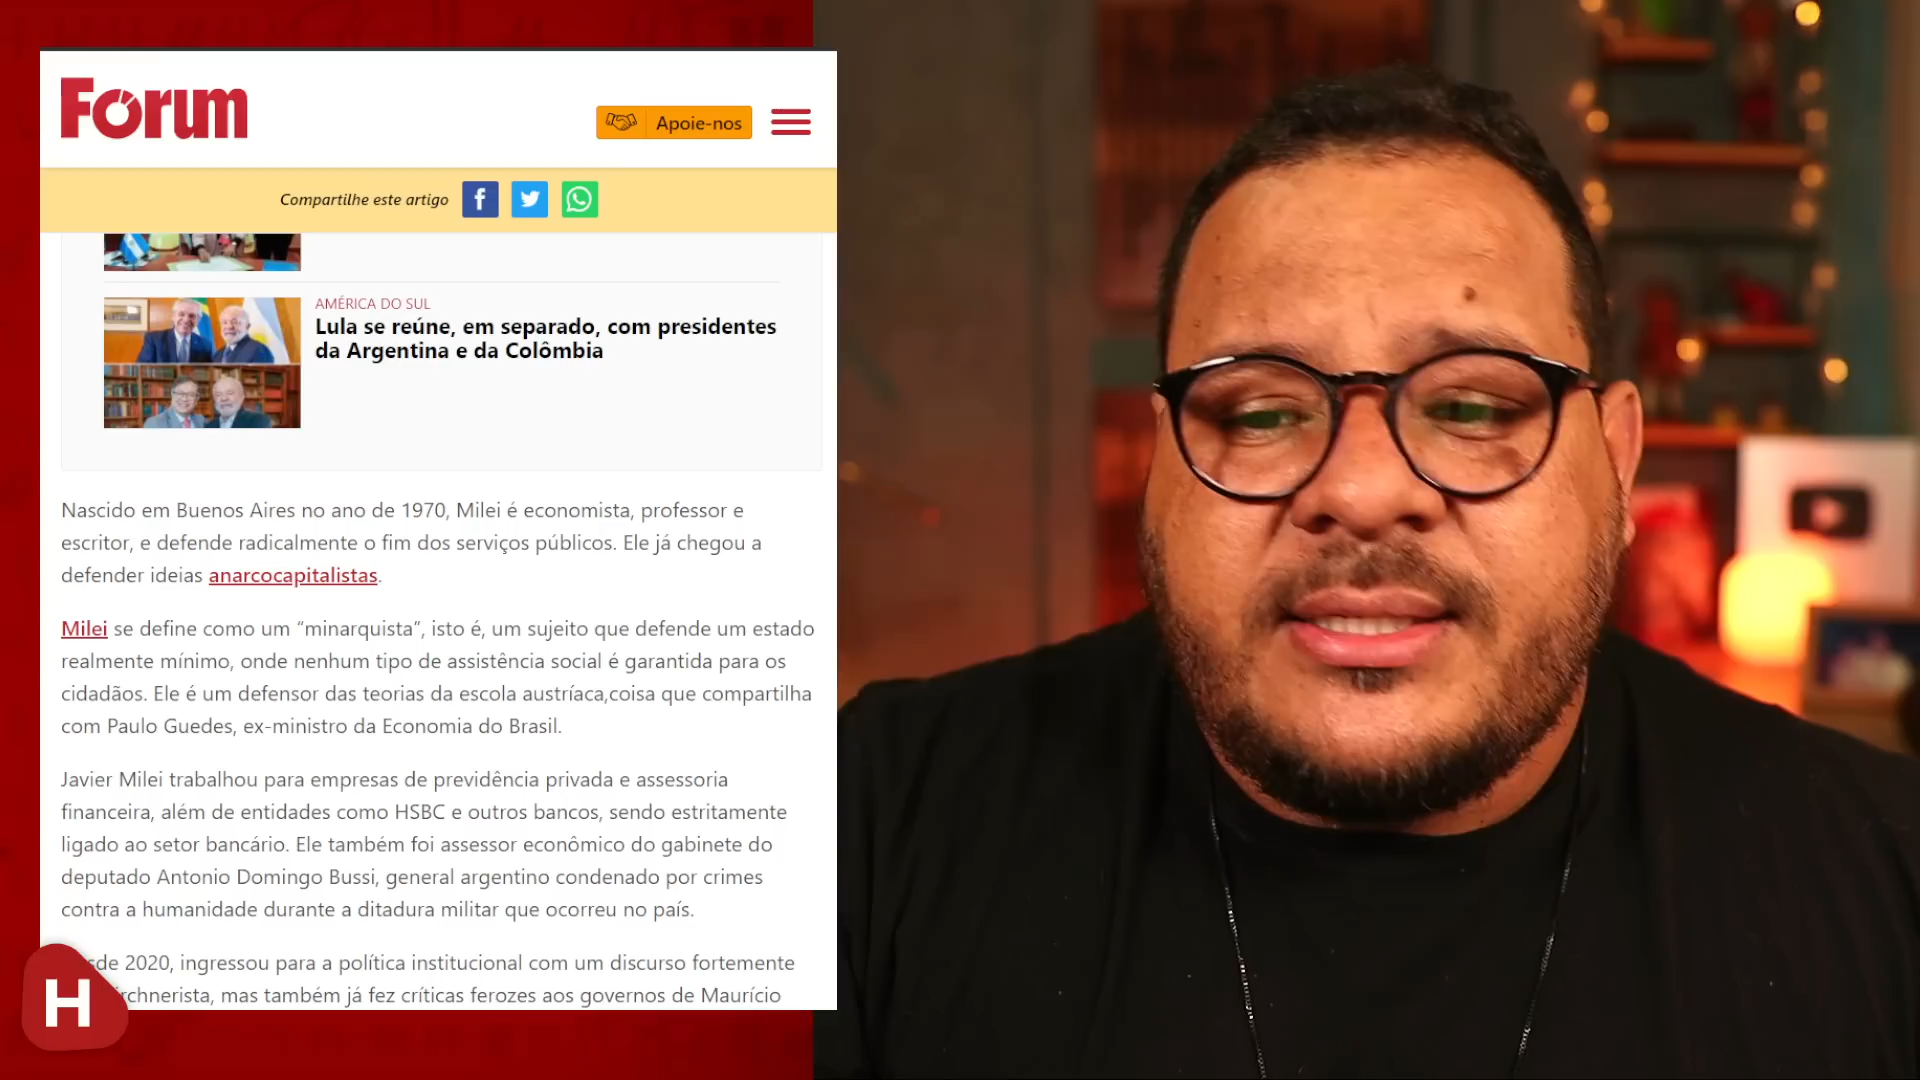 Fórum
Apoie-nos
Compartilhe este artigo
AMÉRICA DO SUL
Lula se reúne, em separado, com presidentes
da Argentina e da Colômbia
Nascido em Buenos Aires no ano de 1970, Milei é economista, professor e
escritor, e defende radicalmente o fim dos serviços públicos. Ele já chegou a
defender ideias anarcocapitalistas.
Milei se define como um “minarquista”, isto é, um sujeito que defende um estado
realmente mínimo, onde nenhum tipo de assistência social é garantida para os
cidadãos. Ele é um defensor das teorias da escola austríaca,coisa que compartilha
com Paulo Guedes, ex-ministro da Economia do Brasil.
Javier Milei trabalhou para empresas de previdência privada e assessoria
financeira, além de entidades como HSBC e outros bancos, sendo estritamente
ligado ao setor bancário. Ele também foi assessor econômico do gabinete do
deputado Antonio Domingo Bussi, general argentino condenado por crimes
contra a humanidade durante a ditadura militar que ocorreu no país.
sde 2020, ingressou para a política institucional com um discurso fortemente
rchnerista, mas também já fez críticas ferozes aos governos de Maurício
H